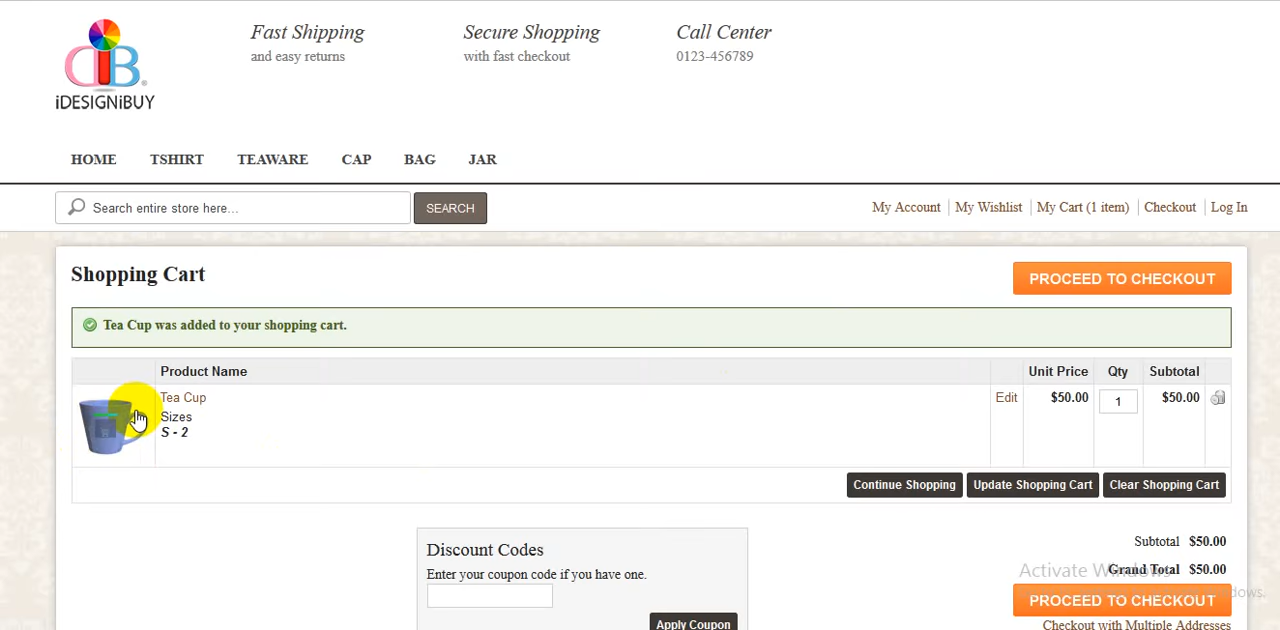 iDESIGNiBUY
Fast Shipping
and easy returns
Secure Shopping
with fast checkout
Call Center
0123-456789
HOME TSHIRT TEAWARE CAP BAG JAR
Search entire store here...
SEARCH
My Account My Wishlist My Cart (1 item) Checkout Log In
Shopping Cart
PROCEED TO CHECKOUT
Tea Cup was added to your shopping cart.
Product Name Unit Price Qty Subtotal
Tea Cup Edit $50.00 1 $50.00
Sizes
S - 2
Continue Shopping Update Shopping Cart Clear Shopping Cart
Discount Codes
Enter your coupon code if you have one.
Apply Coupon
Subtotal $50.00
Grand Total $50.00
Activate Windows
PROCEED TO CHECKOUT
Checkout with Multiple Addresses